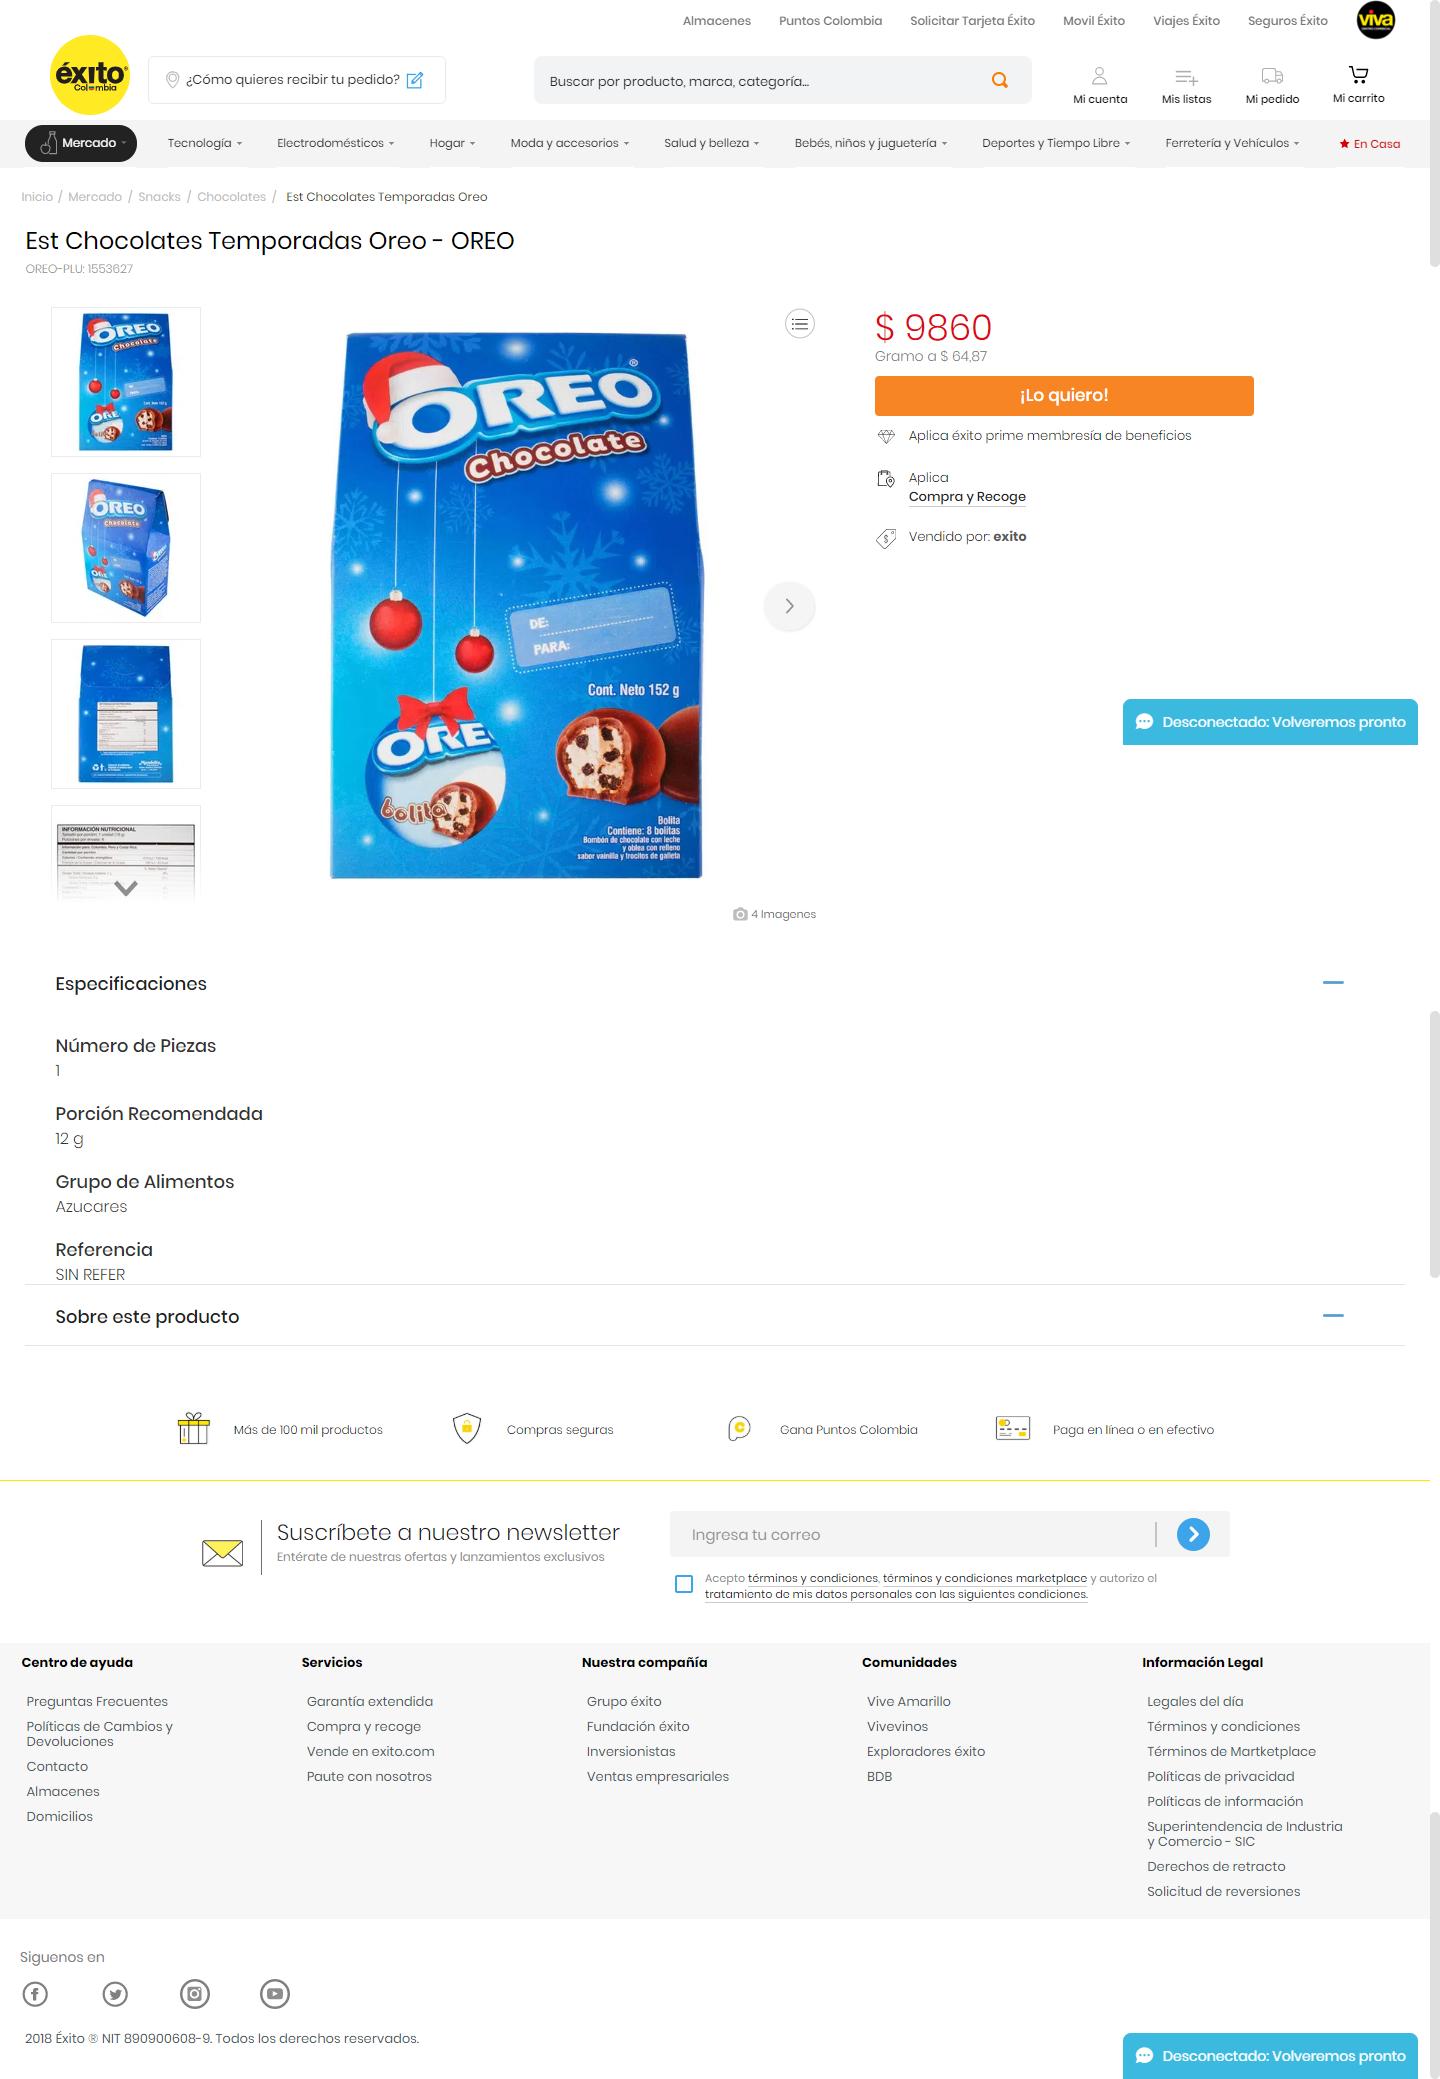 Almacenes
Puntos Colombia
Solicitar Tarjeta Éxito
Movil Éxito
Viajes Éxito
Seguros Éxito
viva
éxito
Colombia
¿Cómo quieres recibir tu pedido?
Buscar por producto, marca, categoría...
Mi cuenta
Mis listas
Mi pedido
Mi carrito
Mercado
Tecnología
Electrodomésticos
Hogar
Moda y accesorios
Salud y belleza
Bebés, niños y juguetería
Deportes y Tiempo Libre
Ferretería y Vehículos
En Casa
Inicio / Mercado / Snacks / Chocolates / Est Chocolates Temporadas Oreo
Est Chocolates Temporadas Oreo - OREO
OREO-PLU: 1553627
OREO
Chocolate
OREO
Chocolate
INFORMACIÓN NUTRICIONAL
OREO®
Chocolate
DE:
PARA:
Cont. Neto 152 g
ORE
bolita
Bolita
Contiene: 8 bolitas
Bombón de chocolate con leche
y oblea con relleno
sabor vainilla y trocitos de galleta
4 Imagenes
$ 9860
Gramo a $ 64,87
¡Lo quiero!
Aplica éxito prime membresía de beneficios
Aplica
Compra y Recoge
Vendido por: exito
Desconectado: Volveremos pronto
Especificaciones
Número de Piezas
1
Porción Recomendada
12 g
Grupo de Alimentos
Azucares
Referencia
SIN REFER
Sobre este producto
Más de 100 mil productos
Compras seguras
Gana Puntos Colombia
Paga en línea o en efectivo
Suscríbete a nuestro newsletter
Entérate de nuestras ofertas y lanzamientos exclusivos
Ingresa tu correo
Acepto términos y condiciones, términos y condiciones marketplace y autorizo el
tratamiento de mis datos personales con las siguientes condiciones.
Centro de ayuda
Preguntas Frecuentes
Políticas de Cambios y
Devoluciones
Contacto
Almacenes
Domicilios
Servicios
Garantía extendida
Compra y recoge
Vende en exito.com
Paute con nosotros
Nuestra compañía
Grupo éxito
Fundación éxito
Inversionistas
Ventas empresariales
Comunidades
Vive Amarillo
Vivevinos
Exploradores éxito
BDB
Información Legal
Legales del día
Términos y condiciones
Términos de Martketplace
Políticas de privacidad
Políticas de información
Superintendencia de Industria
y Comercio - SIC
Derechos de retracto
Solicitud de reversiones
Siguenos en
2018 Éxito ® NIT 890900608-9. Todos los derechos reservados.
Desconectado: Volveremos pronto